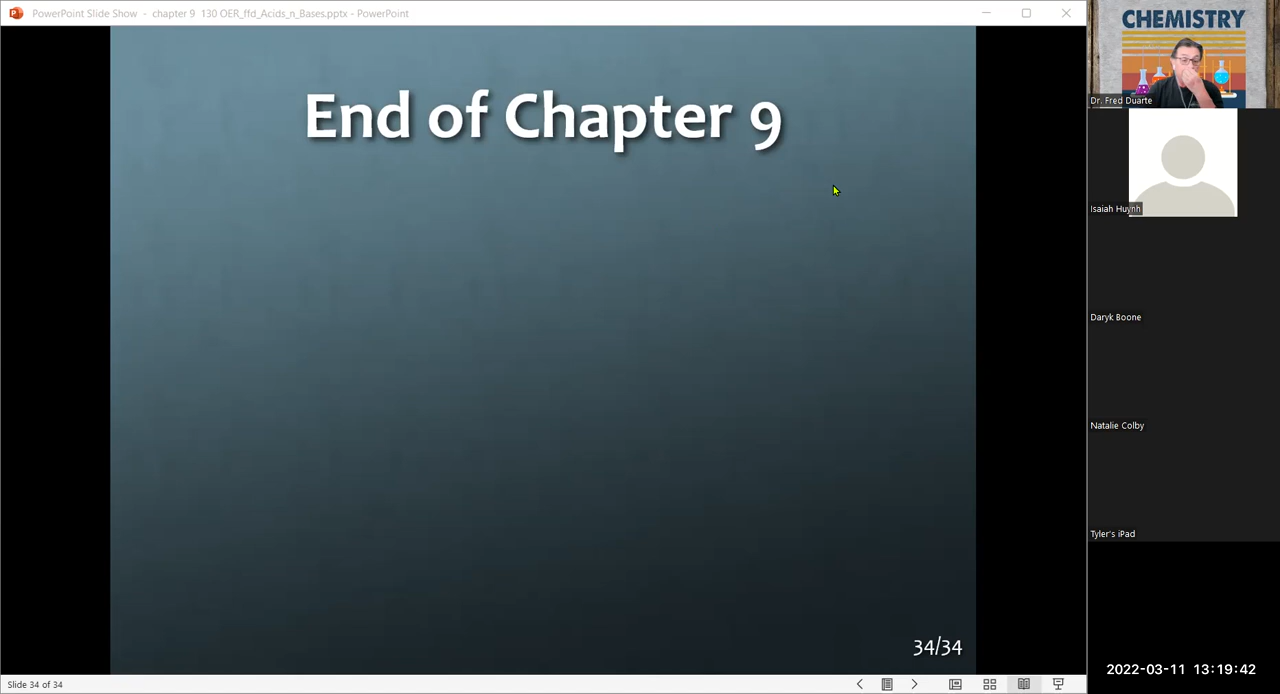 PowerPoint Slide Show - chapter 9 130 OER_ffd_Acids_n_Bases.pptx - PowerPoint
End of Chapter 9
34/34
Slide 34 of 34
CHEMISTRY
Dr. Fred Duarte
Isaiah Huynh
Daryk Boone
Natalie Colby
Tyler's iPad
2022-03-11 13:19:42